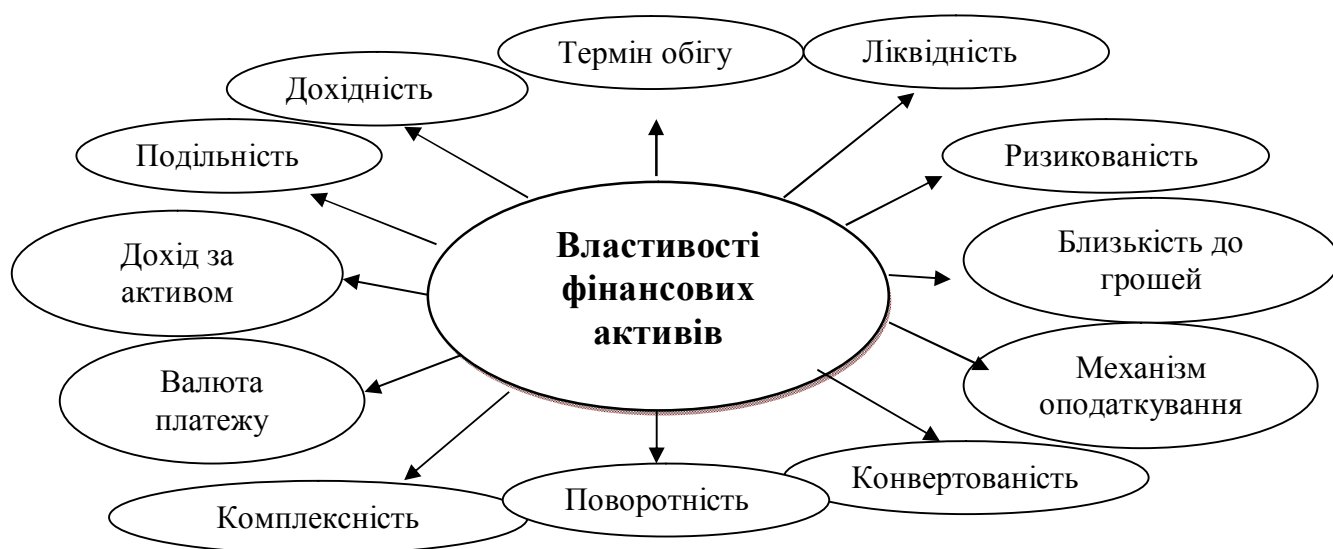 Термін обігу
Ліквідність
Дохідність
Подільність
Ризикованість
Властивості
фінансових
активів
Дохід за
активом
Близькість до
грошей
Валюта
платежу
Механізм
оподаткування
Комплексність
Поворотність
Конвертованість